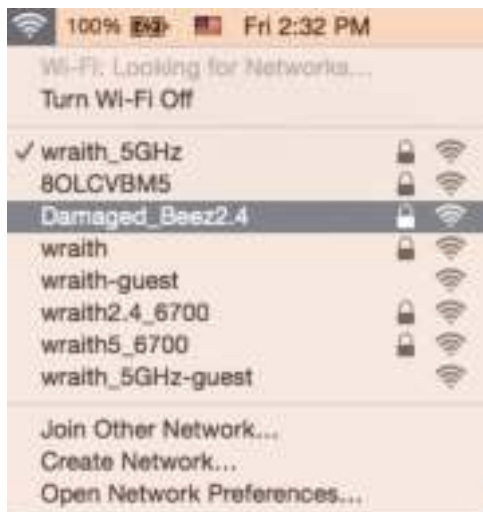 100% Fri 2:32 PM
Wi-Fi: Looking for Networks...
Turn Wi-Fi Off
wraith_5GHz
8OLCVBM5
Damaged_Beez2.4
wraith
wraith-guest
wraith2.4_6700
wraith5_6700
wraith_5GHz-guest
Join Other Network...
Create Network...
Open Network Preferences...